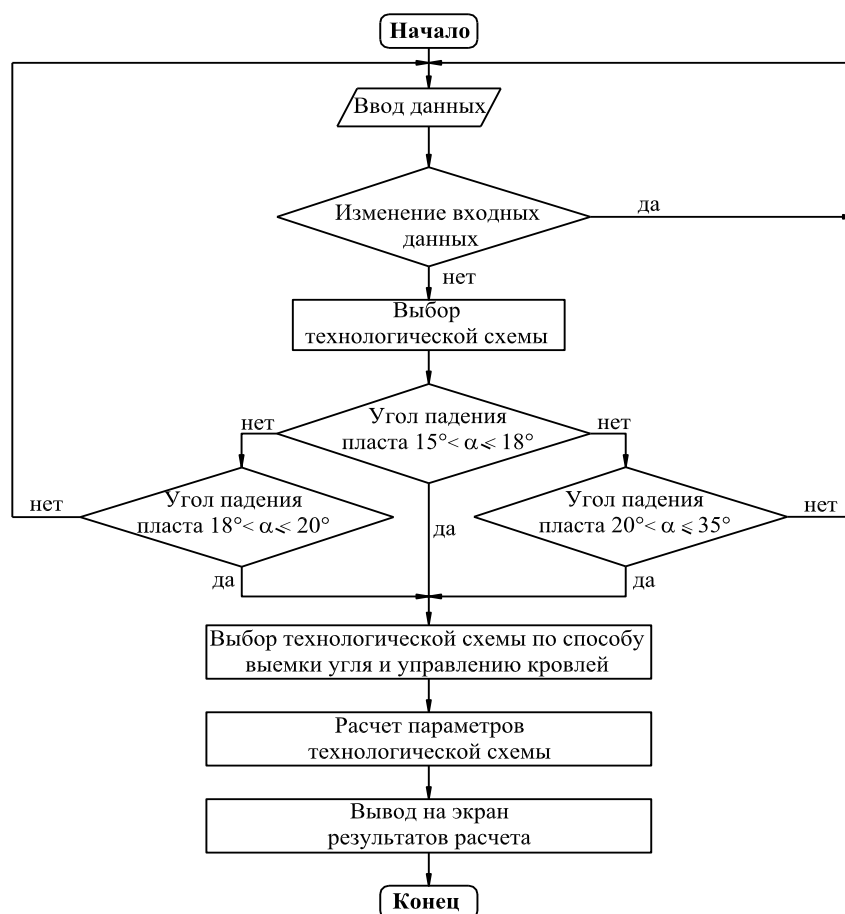 Начало
Ввод данных
Изменение входных
данных
да
нет
Выбор
технологической схемы
Угол падения
пласта 15°< α ⩽ 18°
нет
нет
Угол падения
пласта 18°< α ⩽ 20°
нет
да
да
Угол падения
пласта 20°< α ⩽ 35°
нет
да
Выбор технологической схемы по способу
выемки угля и управлению кровлей
Расчет параметров
технологической схемы
Вывод на экран
результатов расчета
Конец